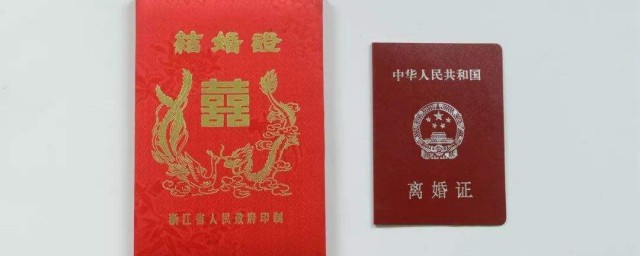 结婚證
囍
浙江省人民政府印制
中华人民共和国
离婚证